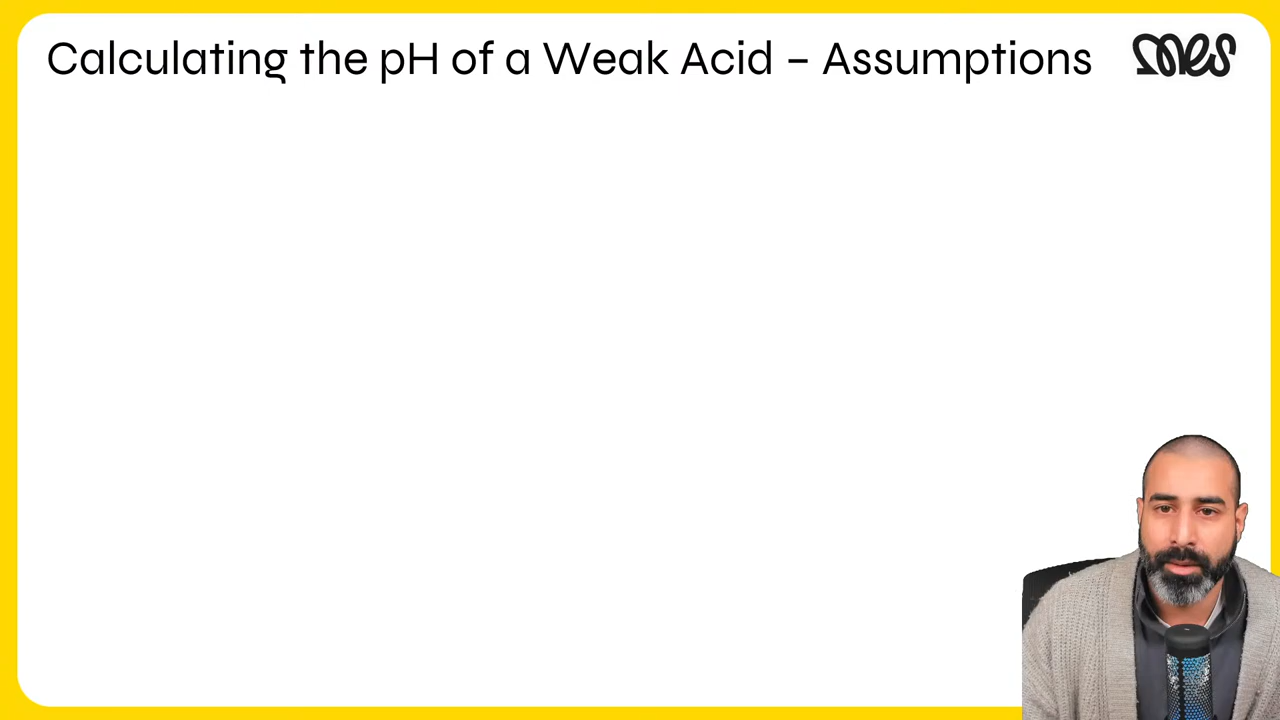 Calculating the pH of a Weak Acid – Assumptions